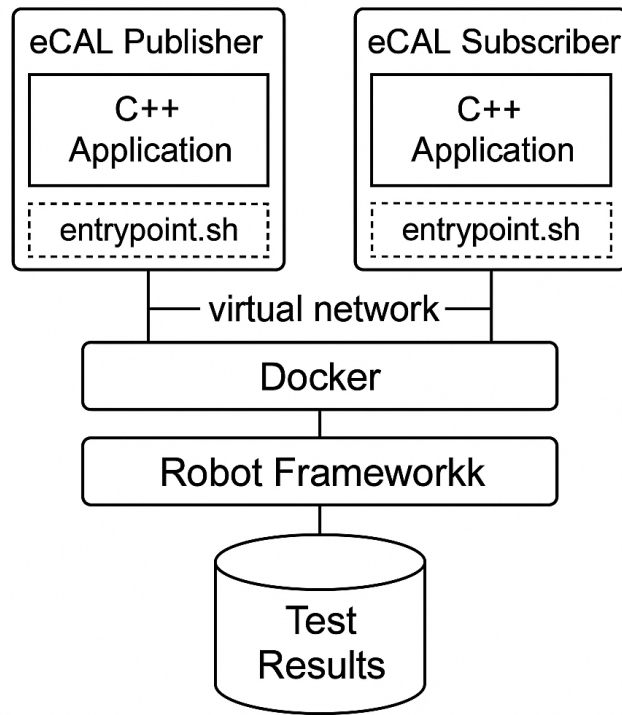 eCAL Publisher
C++
Application
entrypoint.sh
eCAL Subscriber
C++
Application
entrypoint.sh
virtual network
Docker
Robot Frameworkk
Test
Results